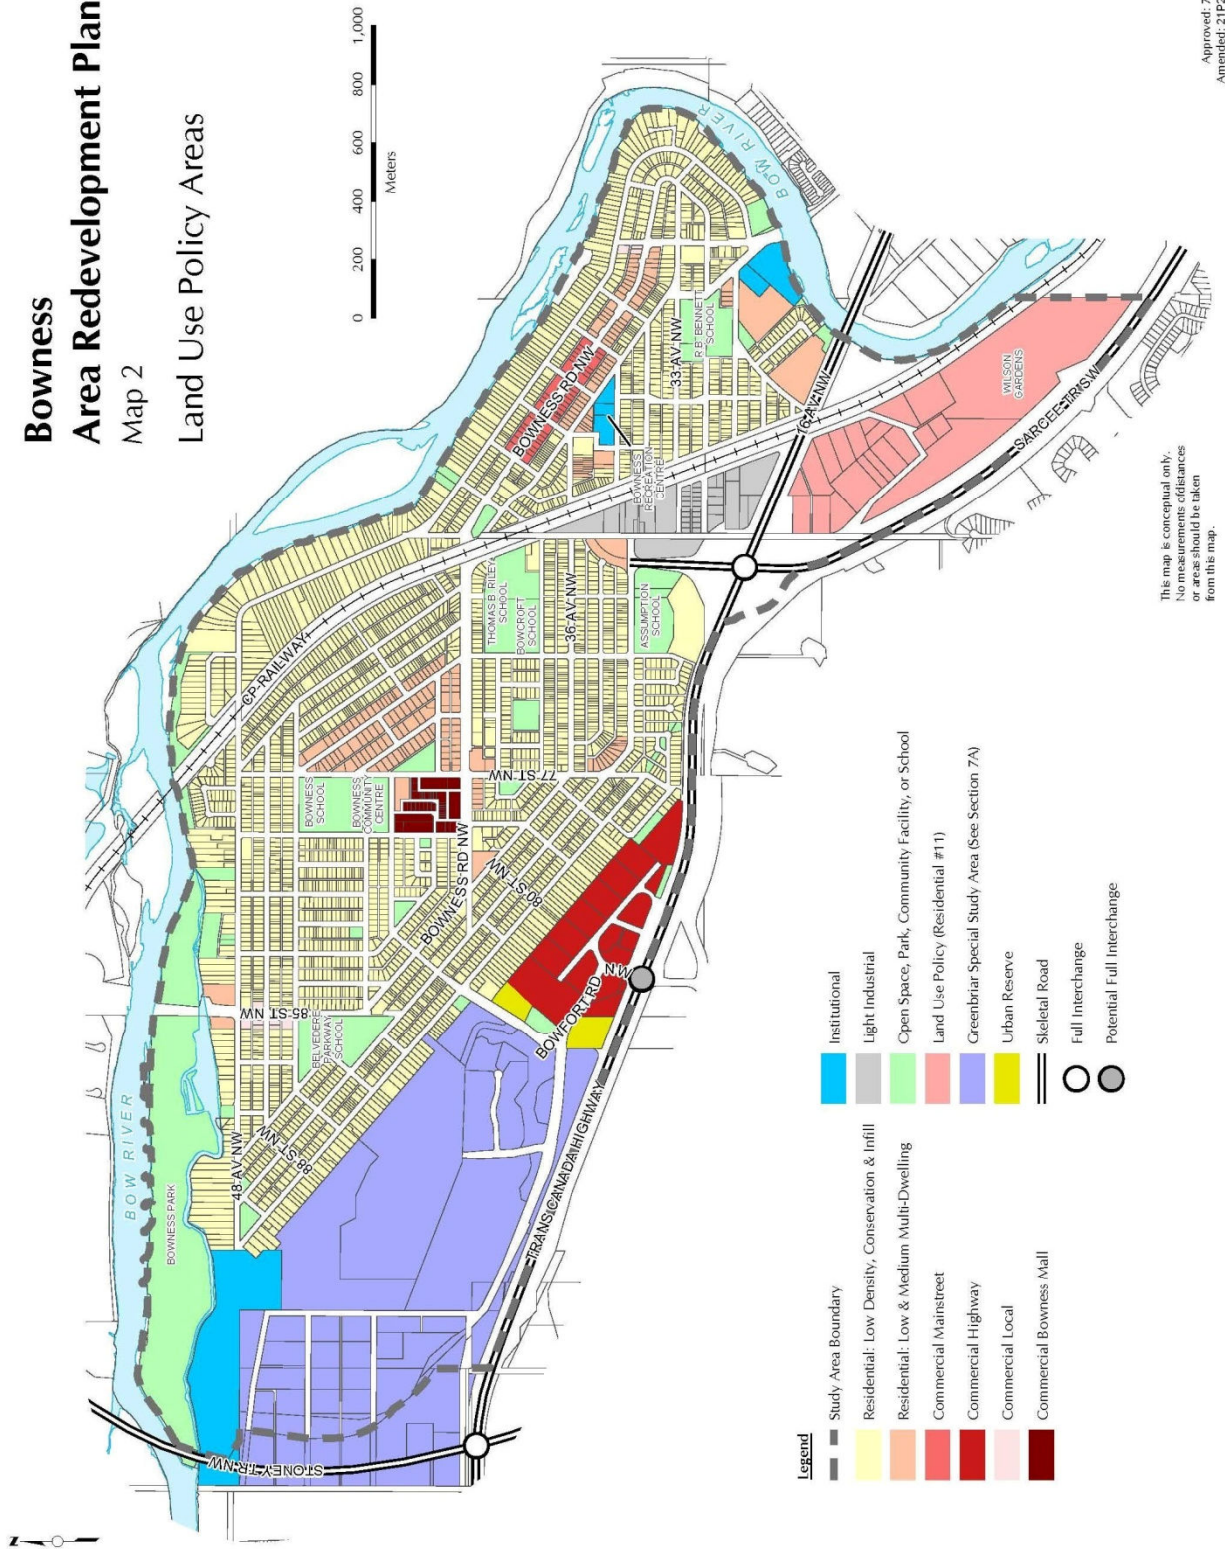 Bowness
Area Redevelopment Plan
Map 2
Land Use Policy Areas
0 200 400 600 800 1,000
Meters
Approved: 7
Amended: 21P2
N
BOW RIVER
BOWNESS PARK
STONEY TR NW
48 AV NW
88 ST NW
85 ST NW
BELVEDERE
PARKWAY
SCHOOL
TRANS CANADA HIGHWAY
BOWFORT RD NW
BOWNESS RD NW
80 ST NW
77 ST NW
BOWNESS
SCHOOL
BOWNESS
COMMUNITY
CENTRE
CP RAILWAY
THOMAS B. RILEY
SCHOOL
BOWCROFT
SCHOOL
36 AV NW
ASSUMPTION
SCHOOL
BOWNESS RD NW
BOWNESS
RECREATION
CENTRE
33 AV NW
R.B. BENNETT
SCHOOL
BOW RIVER
16 AV NW
WILSON
GARDENS
SARCEE TR SW
This map is conceptual only.
No measurements of distances
or areas should be taken
from this map.
Legend
Study Area Boundary
Residential: Low Density, Conservation & Infill
Residential: Low & Medium Multi-Dwelling
Commercial Mainstreet
Commercial Highway
Commercial Local
Commercial Bowness Mall
Institutional
Light Industrial
Open Space, Park, Community Facility, or School
Land Use Policy (Residential #11)
Greenbriar Special Study Area (See Section 7A)
Urban Reserve
Skeletal Road
Full Interchange
Potential Full Interchange